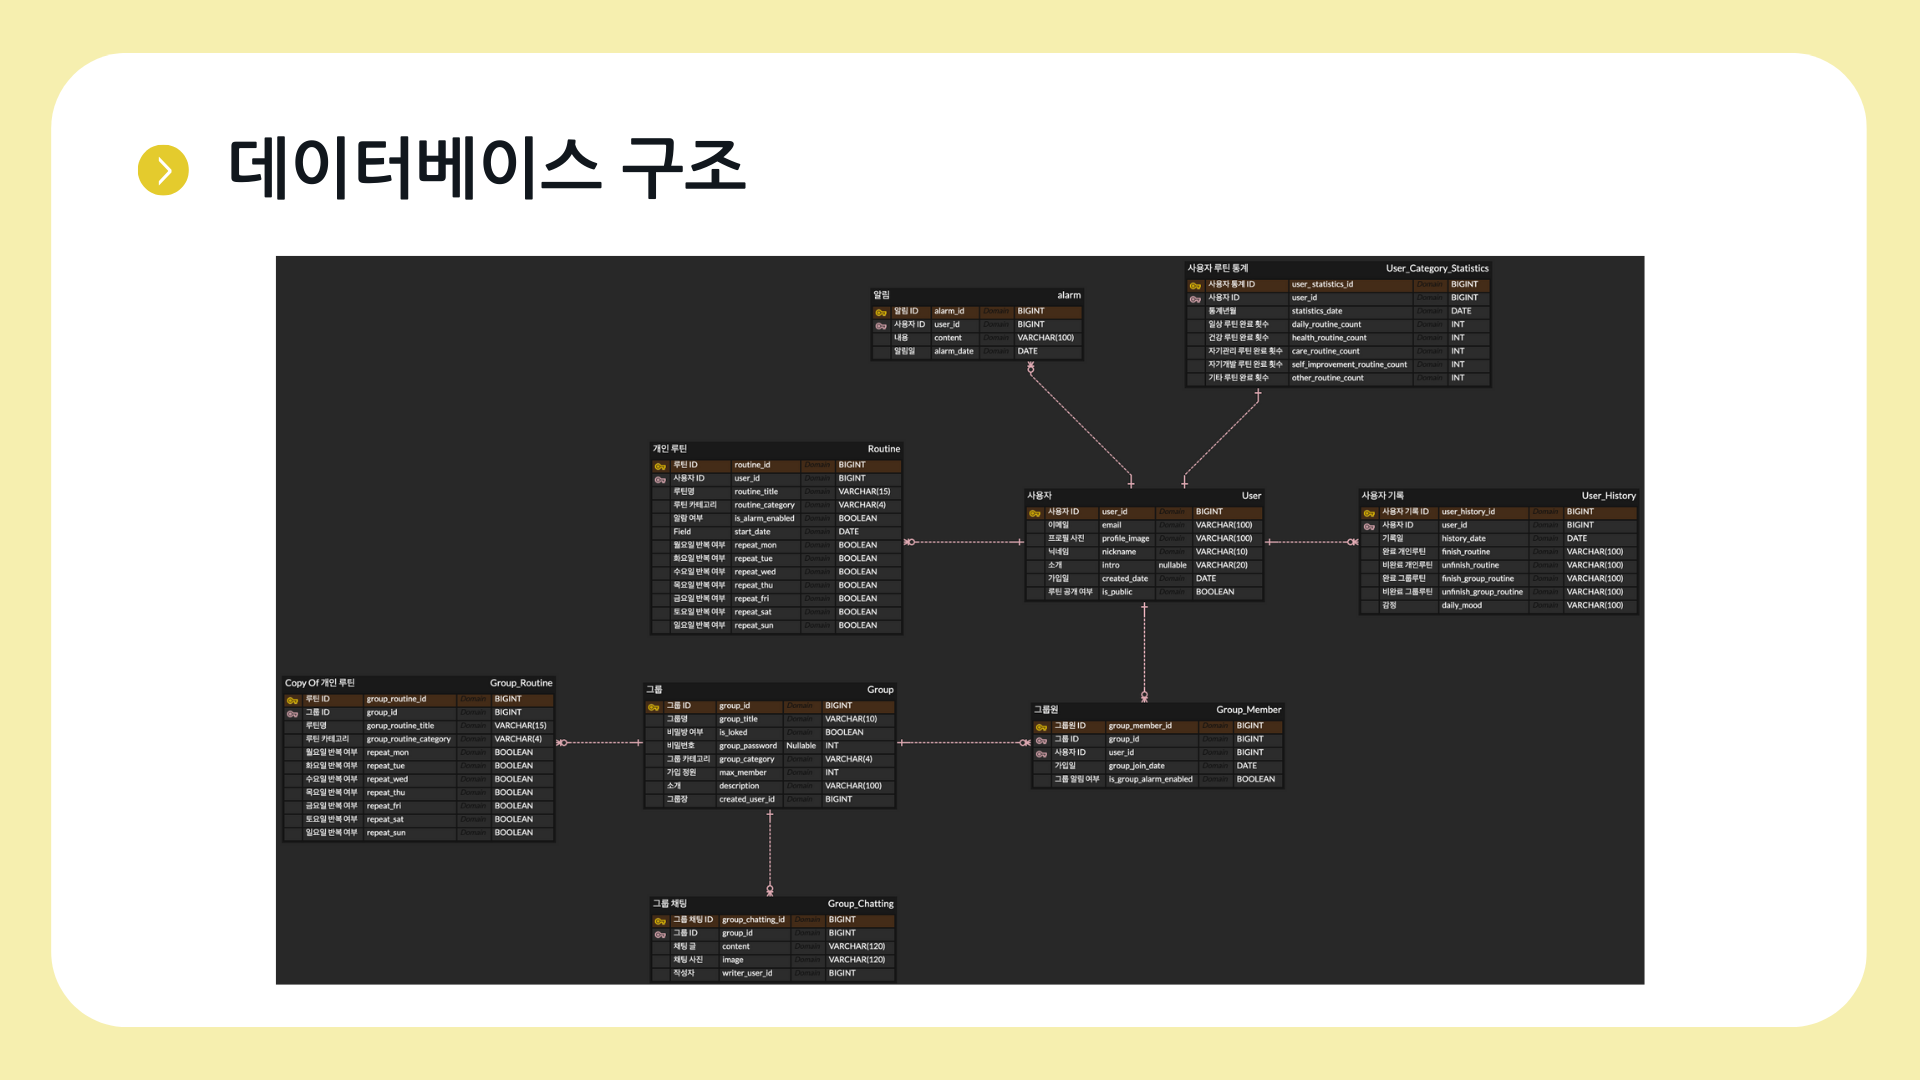 데이터베이스 구조
알림 alarm
알림 ID alarm_id Domain BIGINT
사용자 ID user_id Domain BIGINT
내용 content Domain VARCHAR(100)
알림일 alarm_date Domain DATE
사용자 루틴 통계 User_Category_Statistics
사용자 통계 ID user_statistics_id Domain BIGINT
사용자 ID user_id Domain BIGINT
통계년월 statistics_date Domain DATE
일상 루틴 완료 횟수 daily_routine_count Domain INT
건강 루틴 완료 횟수 health_routine_count Domain INT
자기관리 루틴 완료 횟수 care_routine_count Domain INT
자기개발 루틴 완료 횟수 self_improvement_routine_count Domain INT
기타 루틴 완료 횟수 other_routine_count Domain INT
개인 루틴 Routine
루틴 ID routine_id Domain BIGINT
사용자 ID user_id Domain BIGINT
루틴명 routine_title Domain VARCHAR(15)
루틴 카테고리 routine_category Domain VARCHAR(4)
알람 여부 is_alarm_enabled Domain BOOLEAN
Field start_date Domain DATE
월요일 반복 여부 repeat_mon Domain BOOLEAN
화요일 반복 여부 repeat_tue Domain BOOLEAN
수요일 반복 여부 repeat_wed Domain BOOLEAN
목요일 반복 여부 repeat_thu Domain BOOLEAN
금요일 반복 여부 repeat_fri Domain BOOLEAN
토요일 반복 여부 repeat_sat Domain BOOLEAN
일요일 반복 여부 repeat_sun Domain BOOLEAN
사용자 User
사용자 ID user_id Domain BIGINT
이메일 email Domain VARCHAR(100)
프로필 사진 profile_image Domain VARCHAR(100)
닉네임 nickname Domain VARCHAR(10)
소개 Intro nullable VARCHAR(20)
가입일 created_date Domain DATE
루틴 공개 여부 is_public Domain BOOLEAN
사용자 기록 User_History
사용자 기록 ID user_history_id Domain BIGINT
사용자 ID user_id Domain BIGINT
기록일 history_date Domain DATE
완료 개인루틴 finish_routine Domain VARCHAR(100)
비완료 개인루틴 unfinish_routine Domain VARCHAR(100)
완료 그룹루틴 finish_group_routine Domain VARCHAR(100)
비완료 그룹루틴 unfinish_group_routine Domain VARCHAR(100)
감정 daily_mood Domain VARCHAR(100)
Copy Of 개인 루틴 Group_Routine
루틴 ID group_routine_id Domain BIGINT
그룹 ID group_id Domain BIGINT
루틴명 group_routine_title Domain VARCHAR(15)
루틴 카테고리 group_routine_category Domain VARCHAR(4)
월요일 반복 여부 repeat_mon Domain BOOLEAN
화요일 반복 여부 repeat_tue Domain BOOLEAN
수요일 반복 여부 repeat_wed Domain BOOLEAN
목요일 반복 여부 repeat_thu Domain BOOLEAN
금요일 반복 여부 repeat_fri Domain BOOLEAN
토요일 반복 여부 repeat_sat Domain BOOLEAN
일요일 반복 여부 repeat_sun Domain BOOLEAN
그룹 Group
그룹 ID group_id Domain BIGINT
그룹명 group_title Domain VARCHAR(10)
비밀방 여부 is_loked Domain BOOLEAN
비밀번호 group_password Nullable INT
그룹 카테고리 group_category Domain VARCHAR(4)
가입 정원 max_member Domain INT
소개 description Domain VARCHAR(100)
그룹장 created_user_id Domain BIGINT
그룹원 Group_Member
그룹원 ID group_member_id Domain BIGINT
그룹 ID group_id Domain BIGINT
사용자 ID user_id Domain BIGINT
가입일 group_join_date Domain DATE
그룹 알림 여부 is_group_alarm_enabled Domain BOOLEAN
그룹 채팅 Group_Chatting
그룹 채팅 ID group_chatting_id Domain BIGINT
그룹 ID group_id Domain BIGINT
채팅 글 content Domain VARCHAR(120)
채팅 사진 image Domain VARCHAR(120)
작성자 writer_user_id Domain BIGINT